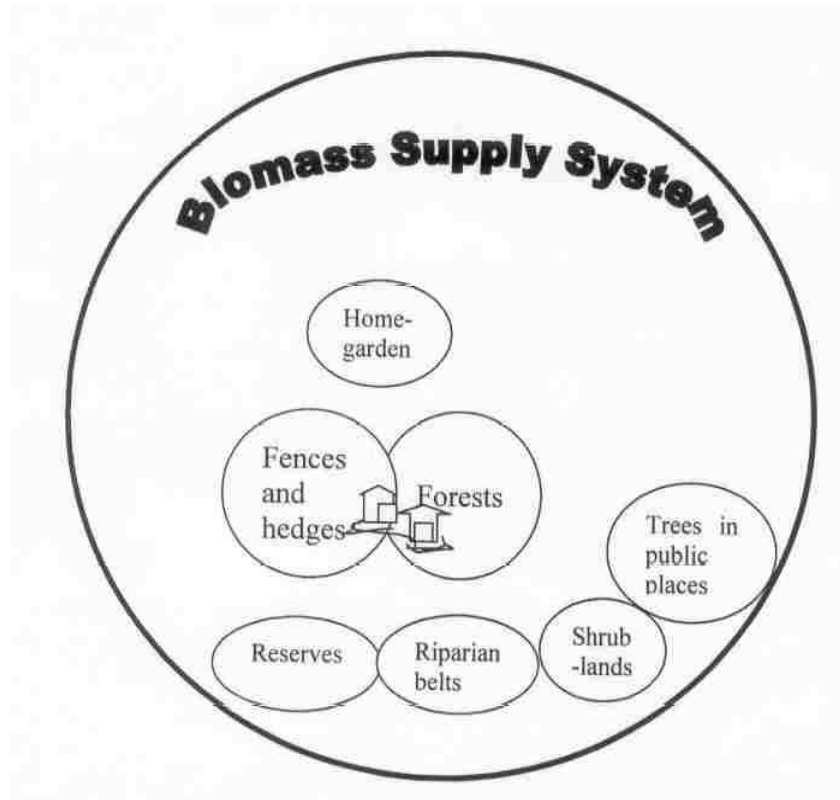 Biomass Supply System
Home-
garden
Fences
and
hedges
Forests
Trees in
public
places
Reserves
Riparian
belts
Shrub
-lands